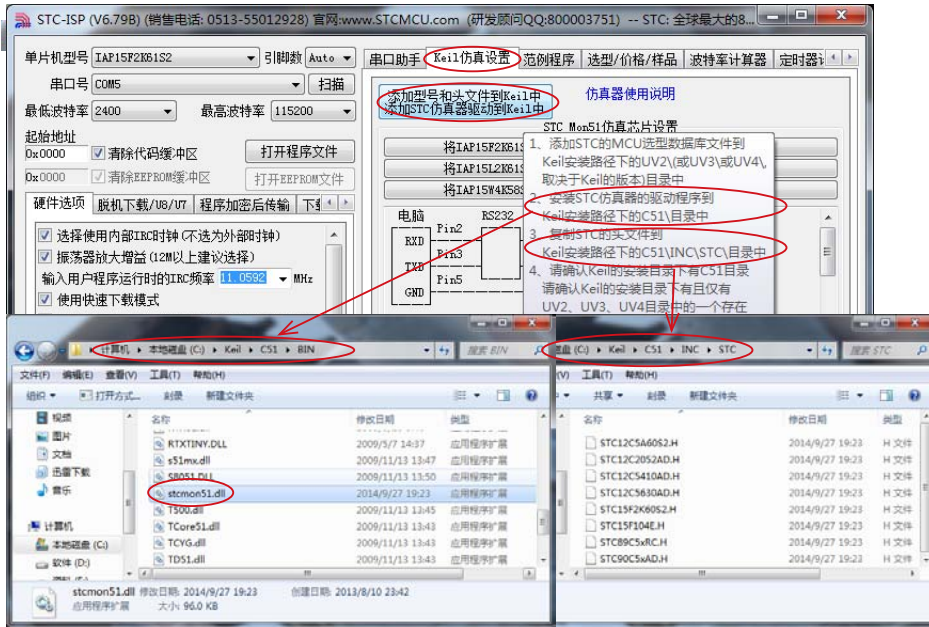 STC-ISP (V6.79B) (销售电话: 0513-55012928) 官网:www.STCMCU.com (研发顾问QQ:800003751) -- STC: 全球最大的8...
单片机型号 IAP15F2K61S2 引脚数 Auto
串口号 COM5 扫描
最低波特率 2400 最高波特率 115200
起始地址
0x0000 清除代码缓冲区 打开程序文件
0x0000 清除EEPROM缓冲区 打开EEPROM文件
硬件选项 脱机下载/U8/U7 程序加密后传输
选择使用内部IRC时钟(不选为外部时钟)
振荡器放大增益(12M以上建议选择)
输入用户程序运行时的IRC频率 11.0592 MHz
使用快速下载模式
串口助手 Keil仿真设置 范例程序 选型/价格/样品 波特率计算器 定时器
添加型号和头文件到Keil中
添加STC仿真器驱动到Keil中
仿真器使用说明
STC Mon51仿真芯片设置
将IAP15F2K61S
将IAP15L2K61S
将IAP15W4K58S
电脑 RS232
RXD Pin2
TXD Pin3
GND Pin5
1、添加STC的MCU选型数据库文件到
Keil安装路径下的UV2\(或UV3\或UV4\,
取决于Keil的版本)目录中
2、安装STC仿真器的驱动程序到
Keil安装路径下的C51\目录中
3、复制STC的头文件到
Keil安装路径下的C51\INC\STC\目录中
4、请确认Keil的安装目录下有C51目录
请确认Keil的安装目录下有且仅有
UV2、UV3、UV4目录中的一个存在
计算机 本地磁盘 (C:) Keil C51 BIN 搜索 BIN
文件(F) 编辑(E) 查看(V) 工具(T) 帮助(H)
组织 打开方式... 刻录 新建文件夹
视频
图片
文档
迅雷下载
音乐
计算机
本地磁盘 (C:)
软件 (D:)
名称 修改日期 类型
RTXTINY.DLL 2009/5/7 14:37 应用程序扩展
s51mx.dll 2009/11/13 13:47 应用程序扩展
S8051.DLL 2009/11/13 13:50 应用程序扩展
stcmon51.dll 2014/9/27 19:23 应用程序扩展
T500.dll 2009/11/13 13:45 应用程序扩展
TCore51.dll 2009/11/13 13:43 应用程序扩展
TCYG.dll 2009/11/13 13:43 应用程序扩展
TD51.dll 2009/11/13 13:43 应用程序扩展
stcmon51.dll 修改日期: 2014/9/27 19:23 创建日期: 2013/8/10 23:42
应用程序扩展 大小: 96.0 KB
磁盘 (C:) Keil C51 INC STC 搜索 STC
(V) 工具(T) 帮助(H)
共享 刻录 新建文件夹
名称 修改日期 类型
STC12C5A60S2.H 2014/9/27 19:23 H 文件
STC12C2052AD.H 2014/9/27 19:23 H 文件
STC12C5410AD.H 2014/9/27 19:23 H 文件
STC12C5630AD.H 2014/9/27 19:23 H 文件
STC15F2K60S2.H 2014/9/27 19:23 H 文件
STC15F104E.H 2014/9/27 19:23 H 文件
STC89C5xRC.H 2014/9/27 19:23 H 文件
STC90C5xAD.H 2014/9/27 19:23 H 文件